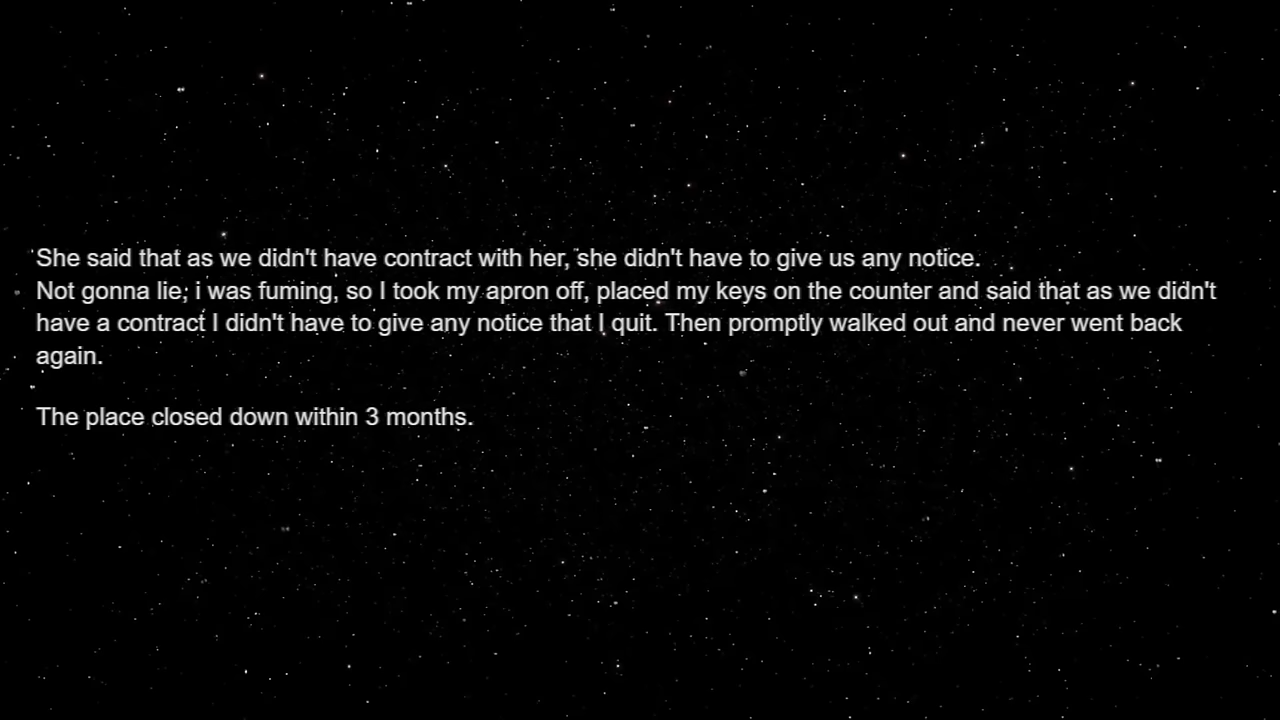 She said that as we didn't have contract with her, she didn't have to give us any notice.
Not gonna lie; i was fuming, so I took my apron off, placed my keys on the counter and said that as we didn't
have a contract I didn't have to give any notice that I quit. Then promptly walked out and never went back
again.
The place closed down within 3 months.